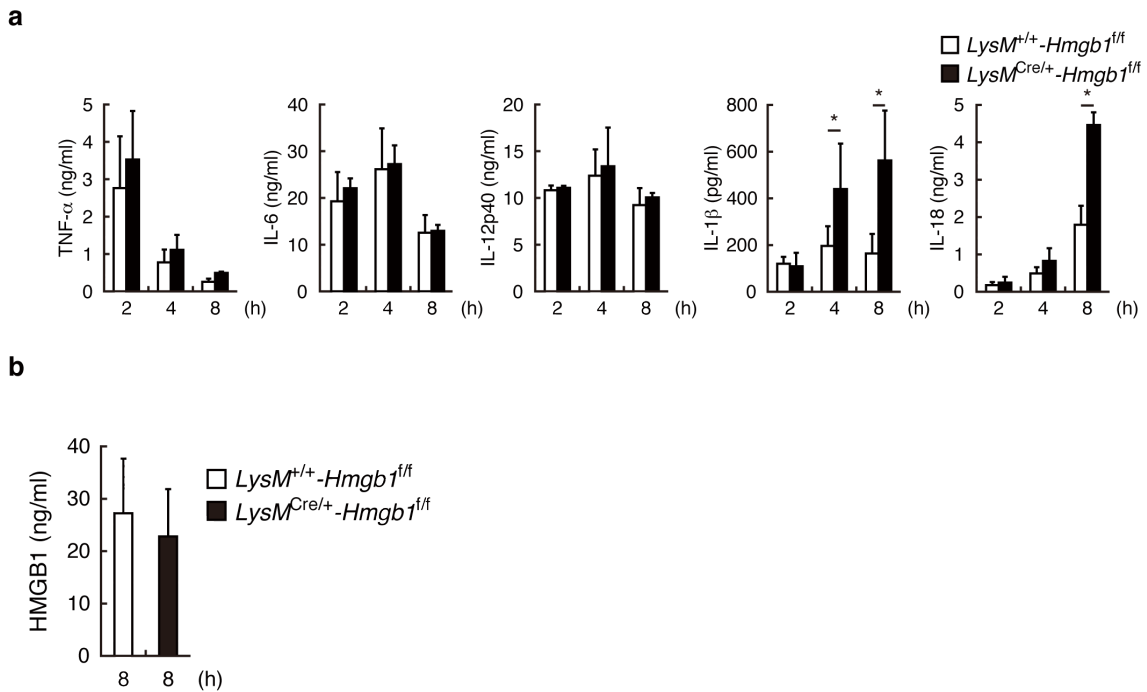 a
LysM+/+-Hmgb1f/f
LysMCre/+-Hmgb1f/f
TNF-α (ng/ml)
5
4
3
2
1
0
2 4 8 (h)
IL-6 (ng/ml)
40
30
20
10
0
2 4 8 (h)
IL-12p40 (ng/ml)
20
15
10
5
0
2 4 8 (h)
IL-1β (pg/ml)
800
600
400
200
0
* *
2 4 8 (h)
IL-18 (ng/ml)
5
4
3
2
1
0
*
2 4 8 (h)
b
HMGB1 (ng/ml)
40
30
20
10
0
8 8 (h)
LysM+/+-Hmgb1f/f
LysMCre/+-Hmgb1f/f